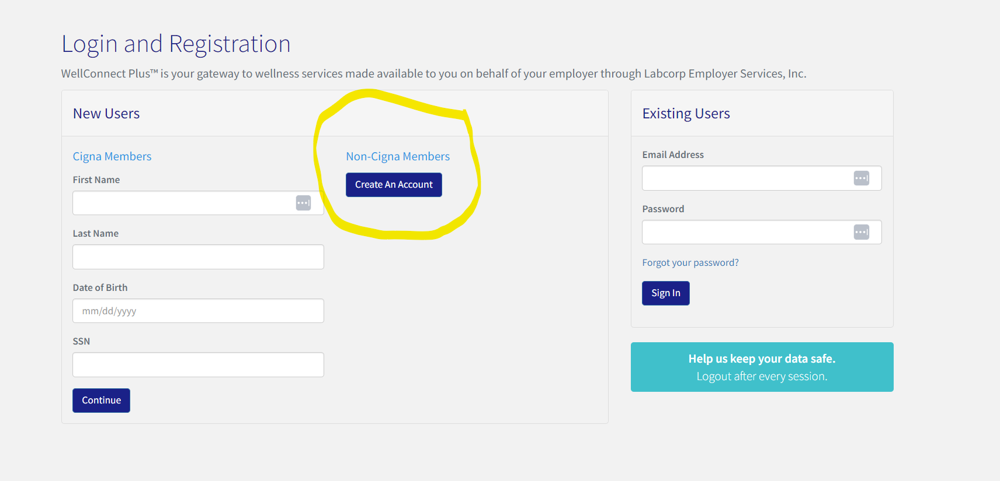 Login and Registration
WellConnect Plus™ is your gateway to wellness services made available to you on behalf of your employer through Labcorp Employer Services, Inc.
New Users
Cigna Members
First Name
Last Name
Date of Birth
mm/dd/yyyy
SSN
Continue
Non-Cigna Members
Create An Account
Existing Users
Email Address
Password
Forgot your password?
Sign In
Help us keep your data safe.
Logout after every session.